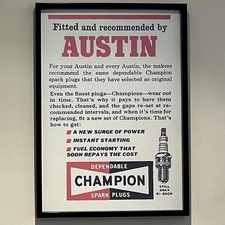 Fitted and recommended by
AUSTIN
For your Austin and every Austin, the makers
recommend the same dependable Champion
spark plugs that they have selected as original
equipment.
Even the finest plugs—Champions—wear out
in time. That's why it pays to have them
checked, cleaned, and the gaps re-set at re-
commended intervals, and when it's time for
replacing, fit a new set of Champions. That's
how to get:
A NEW SURGE OF POWER
INSTANT STARTING
FUEL ECONOMY THAT
SOON REPAYS THE COST
DEPENDABLE
CHAMPION
SPARK PLUGS
STILL
ONLY
5/- EACH